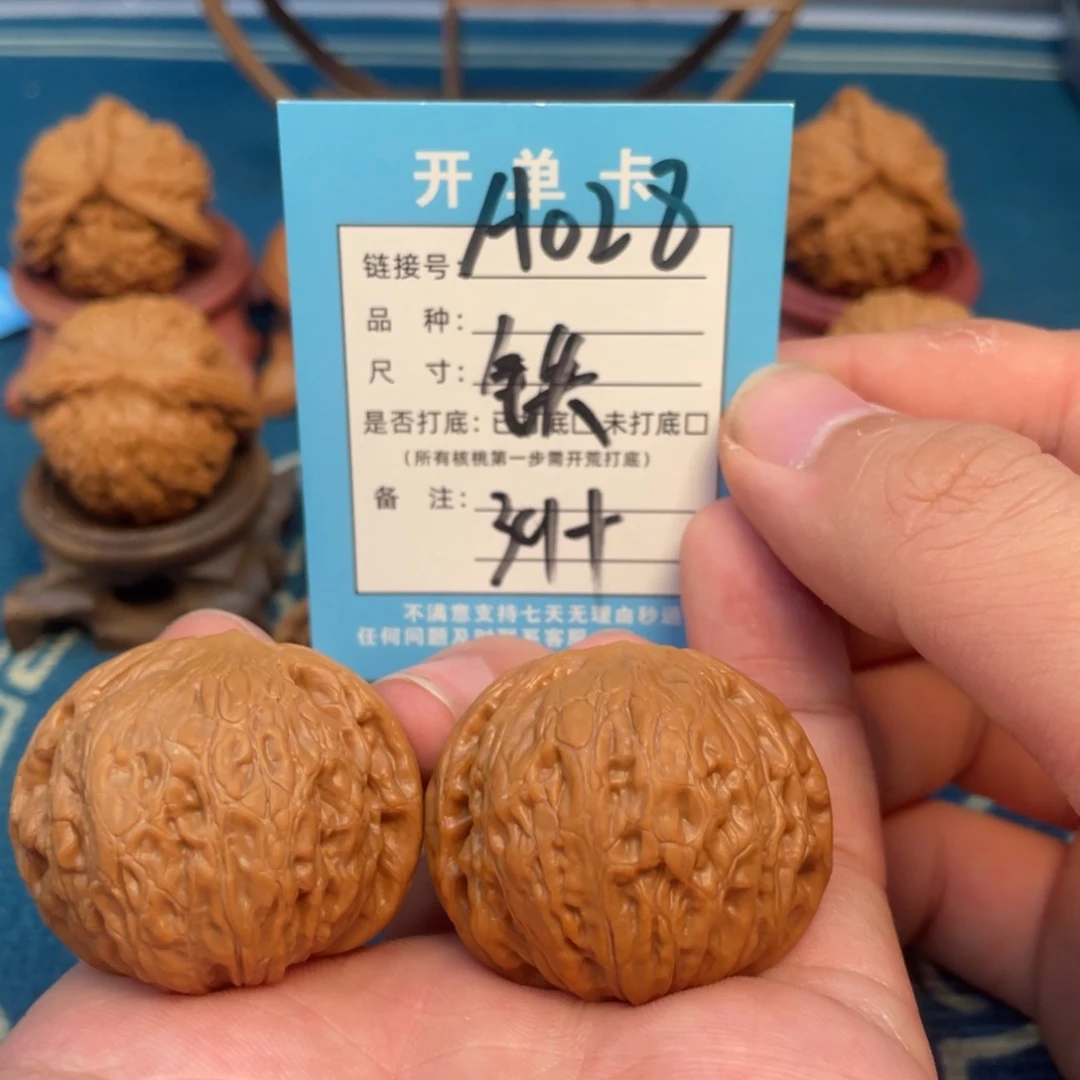 开单卡
链接号: A028
品 种:
尺 寸: 铁
是否打底: 已打底□ 未打底□
(所有核桃第一步需开荒打底)
备 注: 39+
不满意支持七天无理由秒退
任何问题及时联系客服